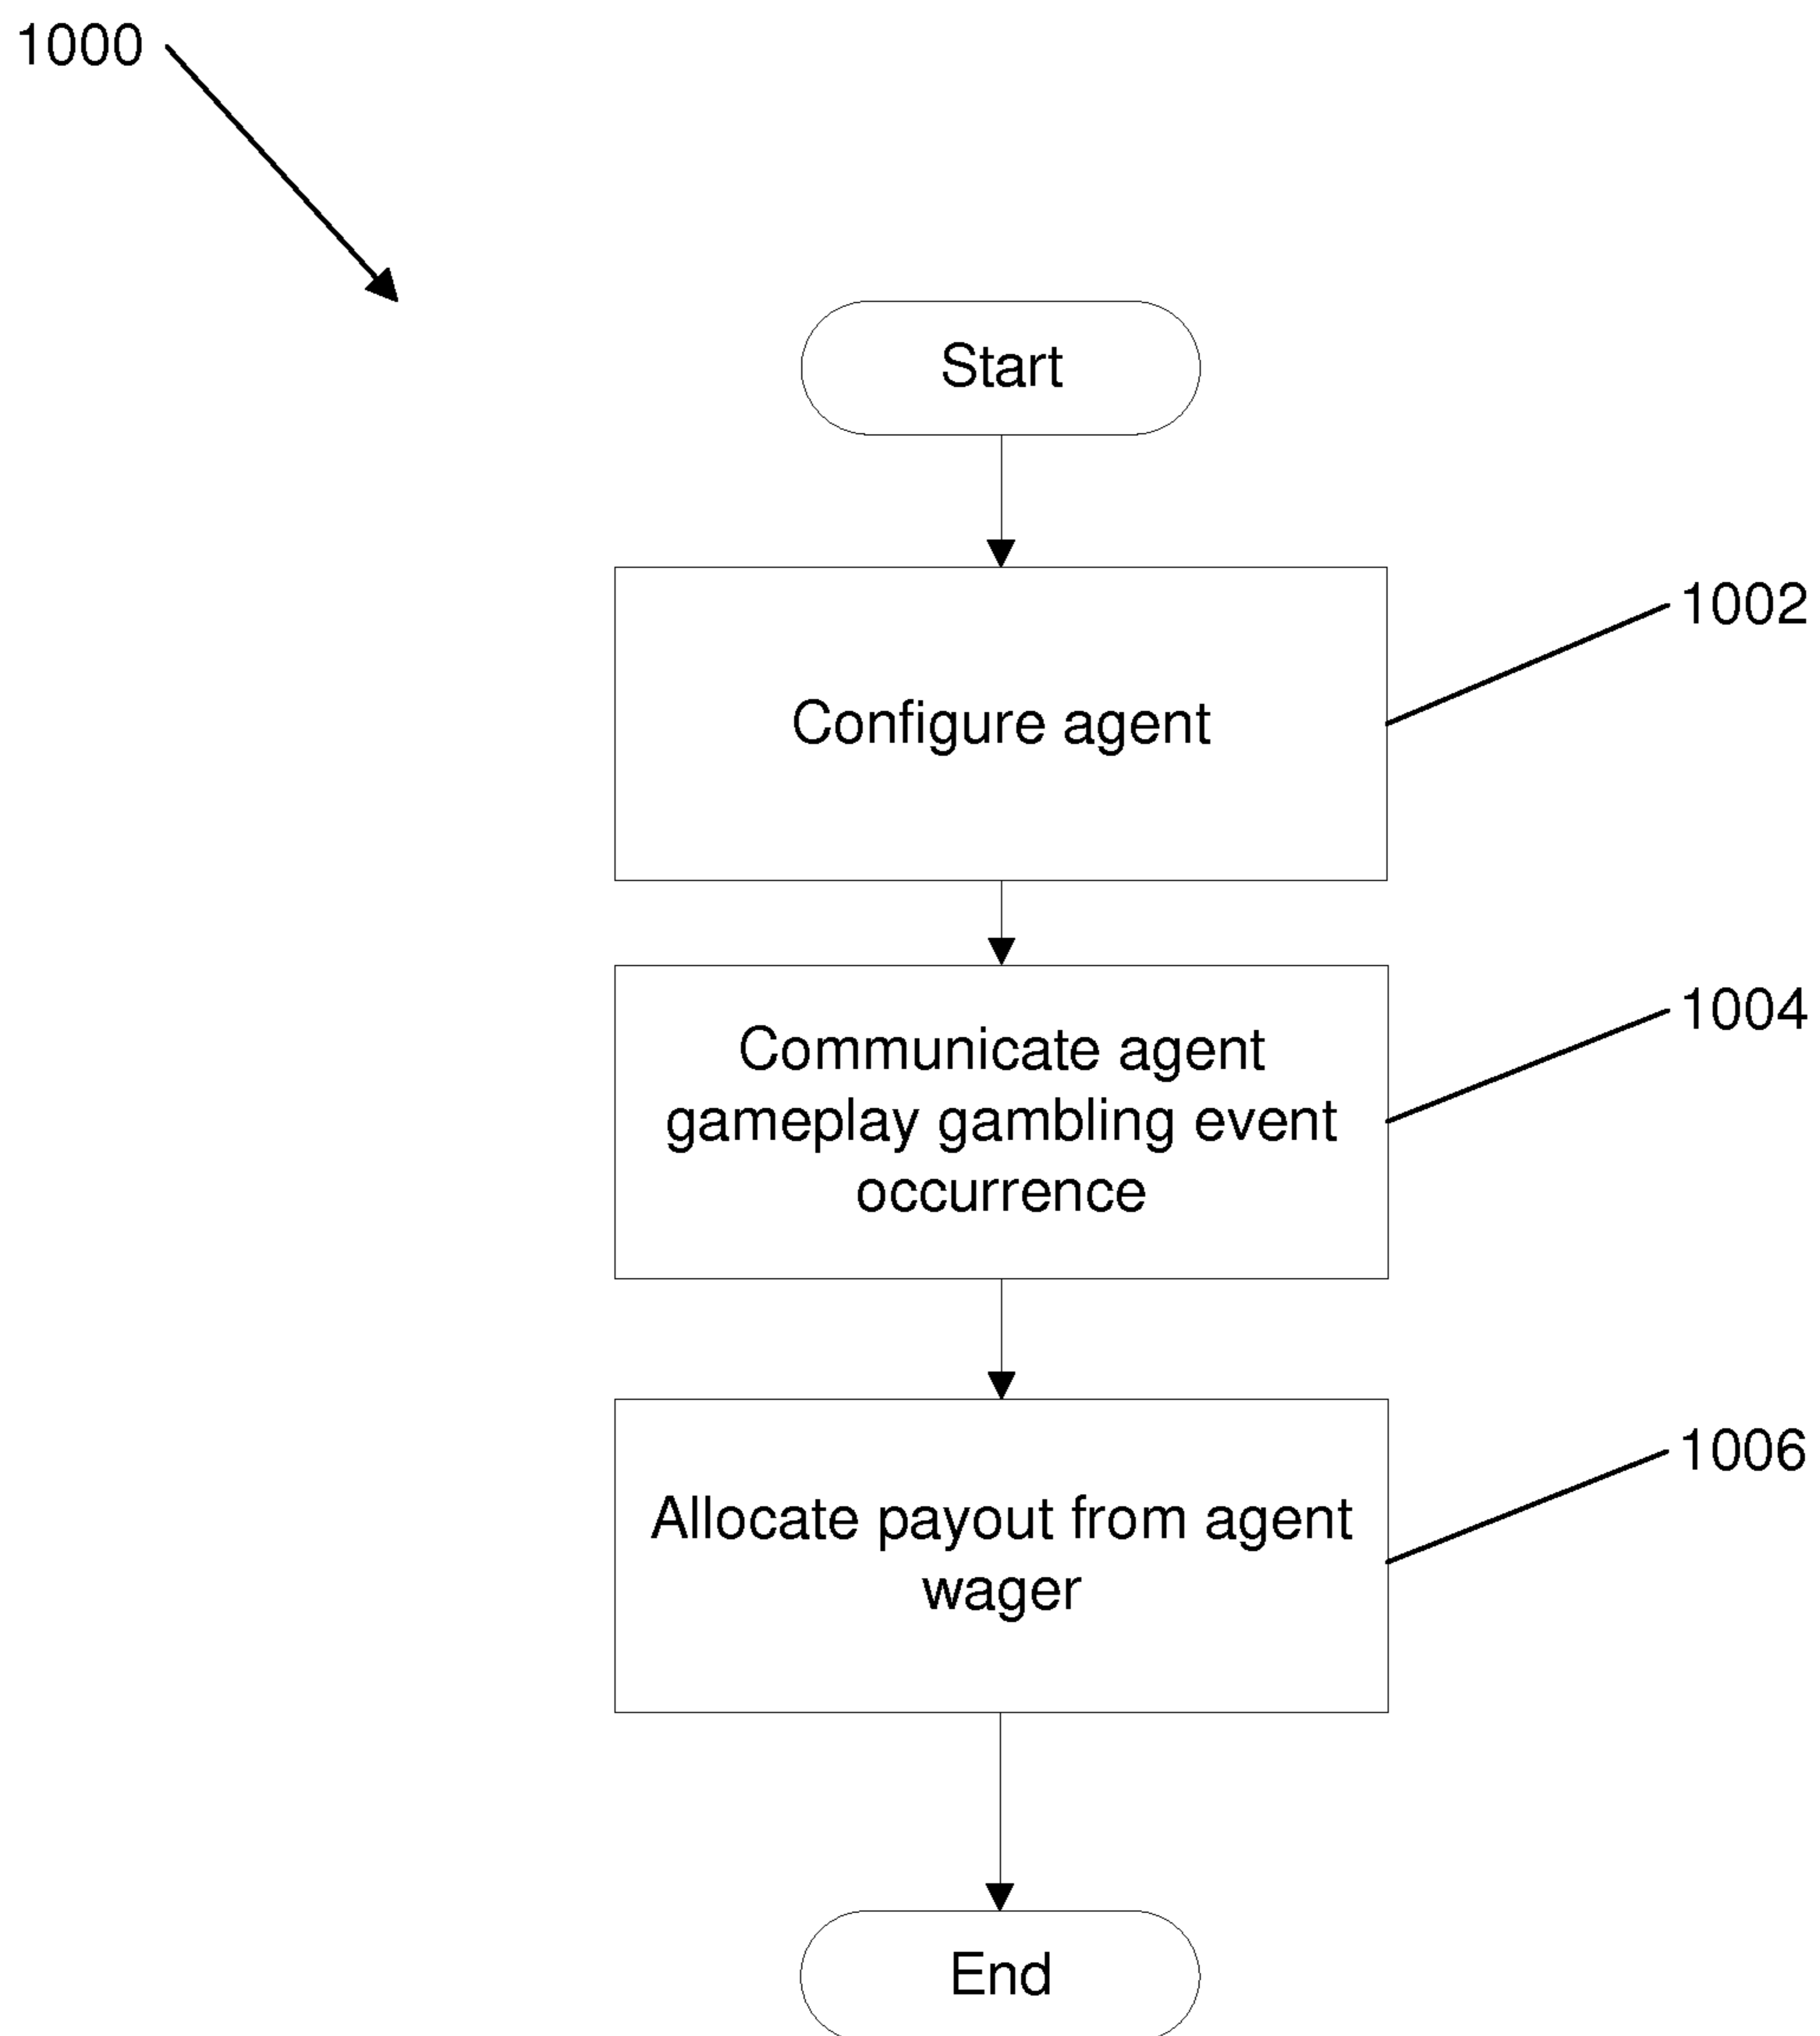 1000
Start
1002
Configure agent
1004
Communicate agent
gameplay gambling event
occurrence
1006
Allocate payout from agent
wager
End